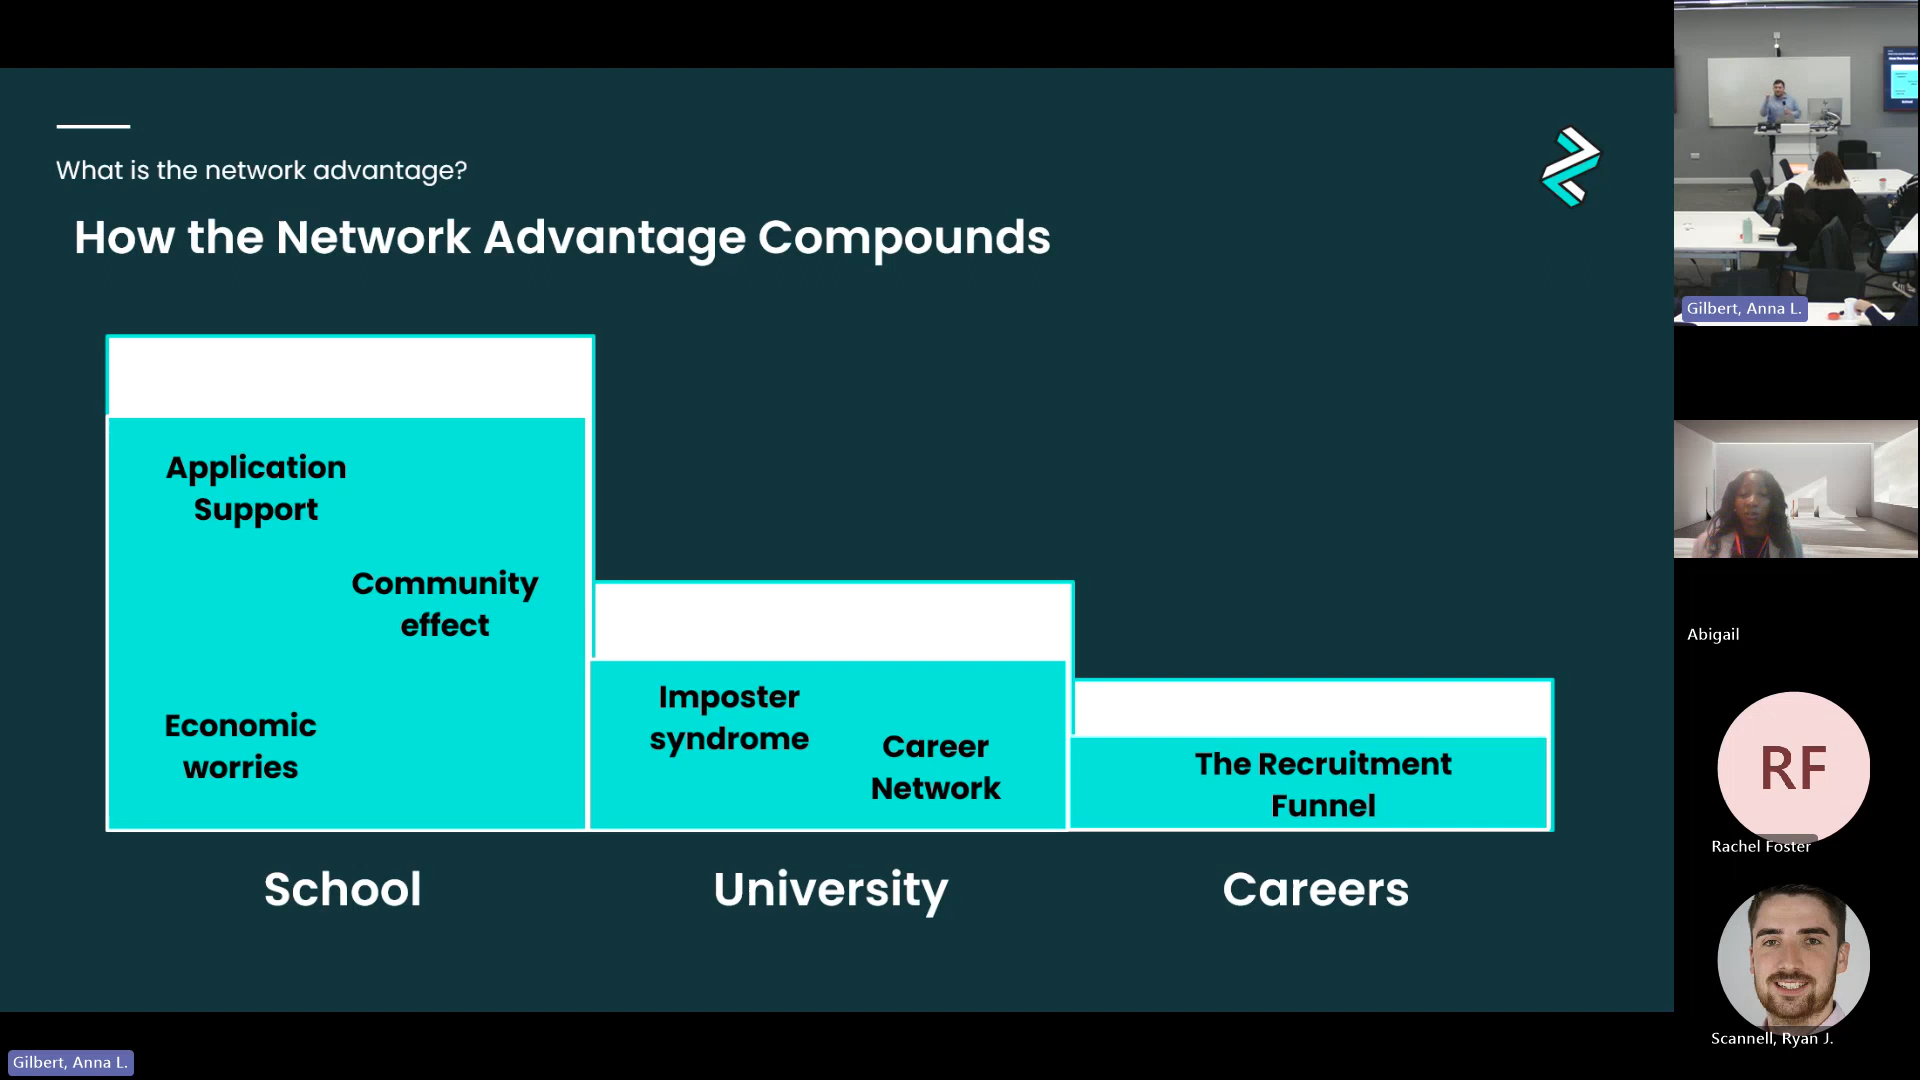 What is the network advantage?
How the Network Advantage Compounds
Application
Support
Community
effect
Economic
worries
Imposter
syndrome
Career
Network
The Recruitment
Funnel
School
University
Careers
Gilbert, Anna L.
Gilbert, Anna L.
Abigail
RF
Rachel Foster
Scannell, Ryan J.